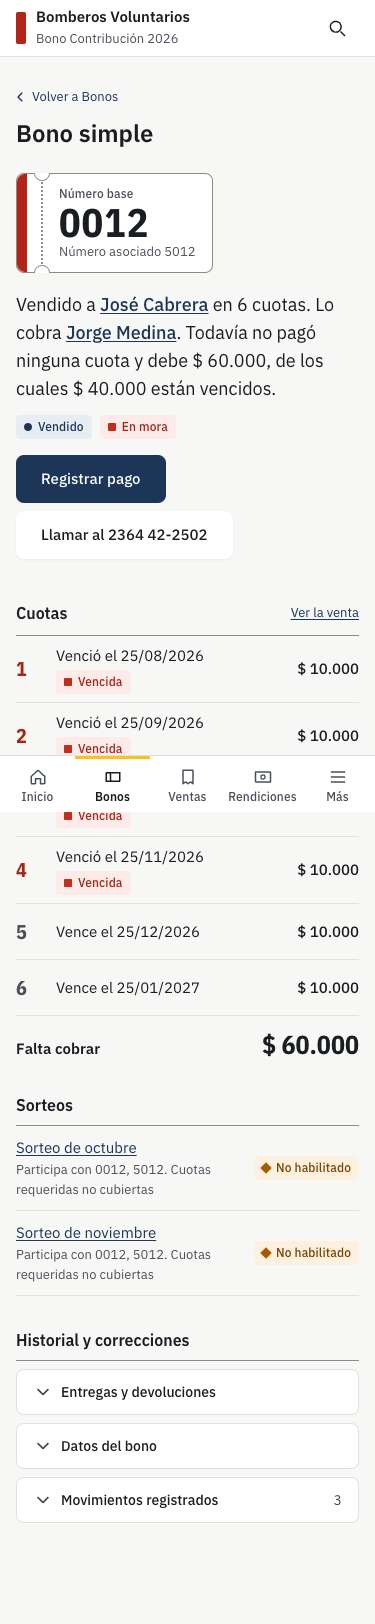 Bomberos Voluntarios
Bono Contribución 2026
Volver a Bonos
Bono simple
Número base
0012
Número asociado 5012
Vendido a José Cabrera en 6 cuotas. Lo
cobra Jorge Medina. Todavía no pagó
ninguna cuota y debe $ 60.000, de los
cuales $ 40.000 están vencidos.
Vendido
En mora
Registrar pago
Llamar al 2364 42-2502
Cuotas
Ver la venta
1
Venció el 25/08/2026
$ 10.000
Vencida
2
Venció el 25/09/2026
$ 10.000
Vencida
Inicio
Bonos
Ventas
Rendiciones
Más
Vencida
4
Venció el 25/11/2026
$ 10.000
Vencida
5
Vence el 25/12/2026
$ 10.000
6
Vence el 25/01/2027
$ 10.000
Falta cobrar
$ 60.000
Sorteos
Sorteo de octubre
Participa con 0012, 5012. Cuotas
requeridas no cubiertas
No habilitado
Sorteo de noviembre
Participa con 0012, 5012. Cuotas
requeridas no cubiertas
No habilitado
Historial y correcciones
Entregas y devoluciones
Datos del bono
Movimientos registrados
3